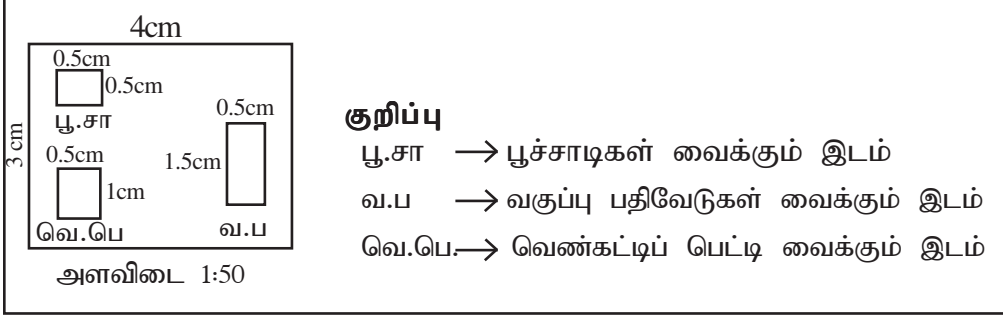 4cm
0.5cm
0.5cm
பூ.சா
3 cm
0.5cm
1cm
வெ.பெ
0.5cm
1.5cm
வ.ப
அளவிடை 1:50
குறிப்பு
பூ.சா → பூச்சாடிகள் வைக்கும் இடம்
வ.ப → வகுப்பு பதிவேடுகள் வைக்கும் இடம்
வெ.பெ.→ வெண்கட்டிப் பெட்டி வைக்கும் இடம்